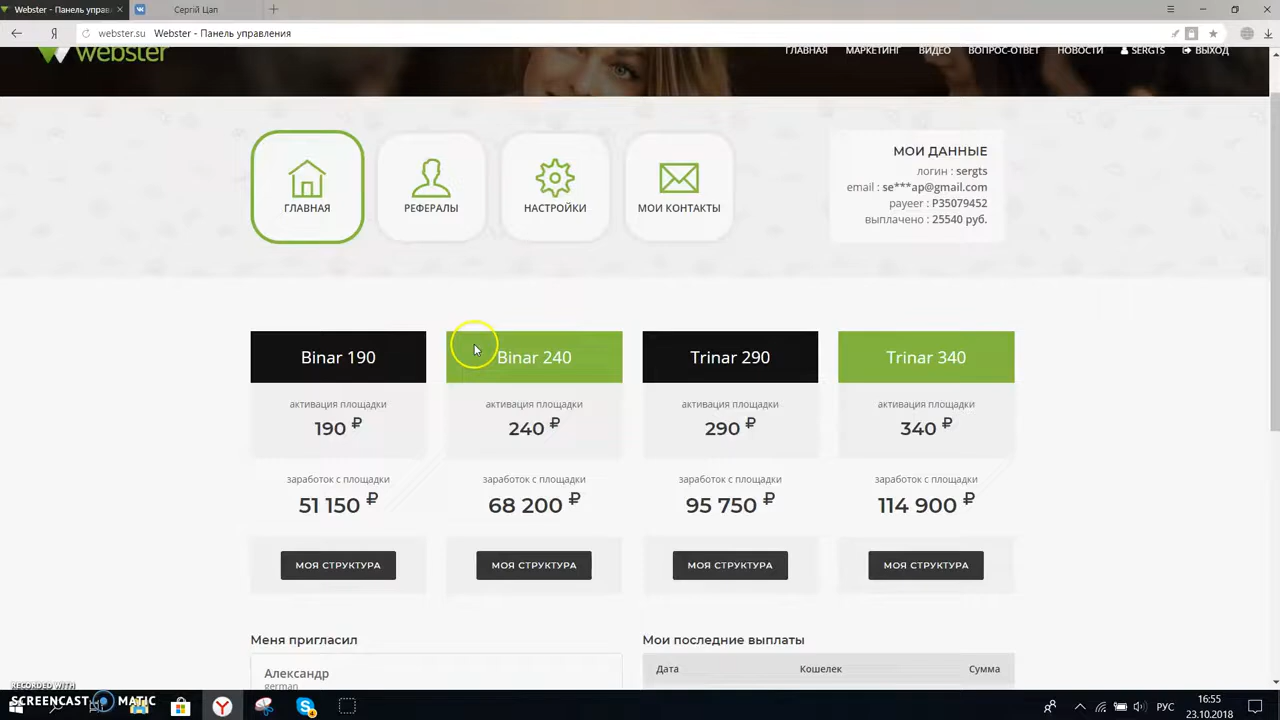 Webster - Панель управ
Сергій Цап
webster.su Webster - Панель управления
webster
ГЛАВНАЯ МАРКЕТИНГ ВИДЕО ВОПРОС-ОТВЕТ НОВОСТИ SERGTS ВЫХОД
ГЛАВНАЯ
РЕФЕРАЛЫ
НАСТРОЙКИ
МОИ КОНТАКТЫ
МОИ ДАННЫЕ
логин : sergts
email : se***ap@gmail.com
payeer : P35079452
выплачено : 25540 руб.
Binar 190
активация площадки
190 ₽
заработок с площадки
51 150 ₽
МОЯ СТРУКТУРА
Binar 240
активация площадки
240 ₽
заработок с площадки
68 200 ₽
МОЯ СТРУКТУРА
Trinar 290
активация площадки
290 ₽
заработок с площадки
95 750 ₽
МОЯ СТРУКТУРА
Trinar 340
активация площадки
340 ₽
заработок с площадки
114 900 ₽
МОЯ СТРУКТУРА
Меня пригласил
Александр
german
Мои последние выплаты
Дата Кошелек Сумма
RECORDED WITH
SCREENCAST MATIC
РУС
16:55
23.10.2018